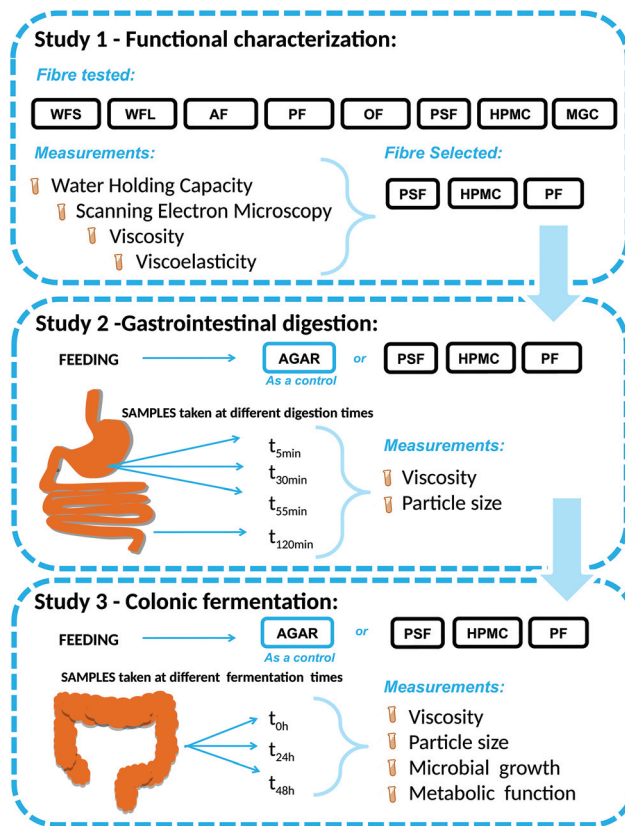 Study 1 - Functional characterization:
Fibre tested:
WFS WFL AF PF OF PSF HPMC MGC
Measurements:
Water Holding Capacity
Scanning Electron Microscopy
Viscosity
Viscoelasticity
Fibre Selected:
PSF HPMC PF
Study 2 -Gastrointestinal digestion:
FEEDING AGAR or PSF HPMC PF
As a control
SAMPLES taken at different digestion times
t5min
t30min
t55min
t120min
Measurements:
Viscosity
Particle size
Study 3 - Colonic fermentation:
FEEDING AGAR or PSF HPMC PF
As a control
SAMPLES taken at different fermentation times
t0h
t24h
t48h
Measurements:
Viscosity
Particle size
Microbial growth
Metabolic function